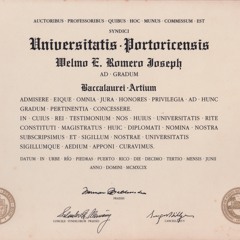 AUCTORIBUS · PROFESSORIBUS · QUIBUS · HOC · MUNUS · COMMISSUM · EST
SYNDICI
Universitatis · Portoricensis
Welmo E. Romero Joseph
AD · GRADUM
Baccalaurei · Artium
ADMISERE · EIQUE · OMNIA · JURA · HONORES · PRIVILEGIA · AD · HUNC
GRADUM · PERTINENTIA · CONCESSERE
IN · CUIUS · REI · TESTIMONIUM · NOS · HUIUS · UNIVERSITATIS · RITE
CONSTITUTI · MAGISTRATUS · HUIC · DIPLOMATI · NOMINA · NOSTRA
SUBSCRIPSIMUS · ET · SIGILLUM · NOSTRAE · UNIVERSITATIS
SIGILLUMQUE · AEDIUM · APPONI · CURAVIMUS.
DATUM · IN · URBE · RÍO · PIEDRAS · PUERTO · RICO · DIE · DECIMO · TERTIO · MENSIS · JUNII
ANNO · DOMINI
PRAESES